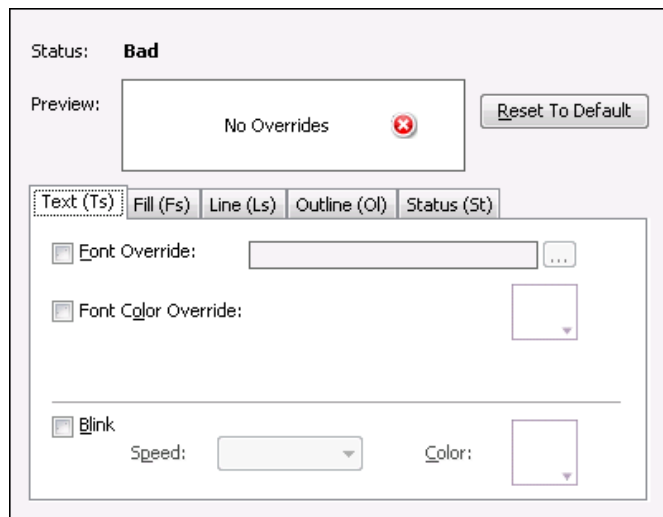 Status: Bad
Preview: No Overrides Reset To Default
Text (Ts) Fill (Fs) Line (Ls) Outline (Ol) Status (St)
Font Override: ...
Font Color Override:
Blink
Speed: Color: